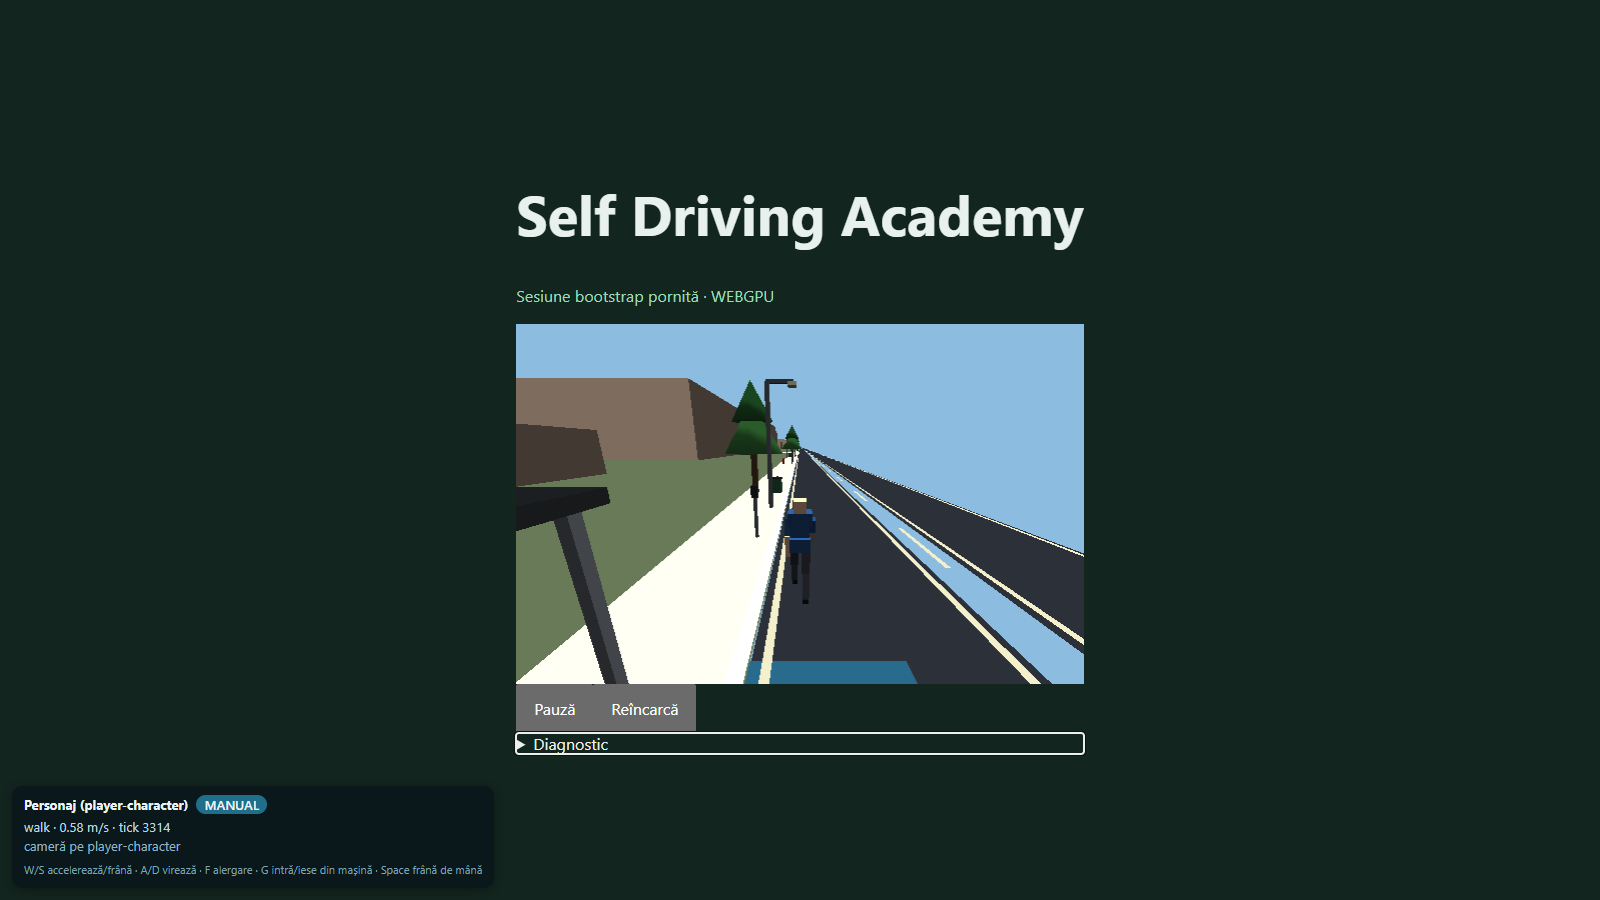 Self Driving Academy
Sesiune bootstrap pornită · WEBGPU
Pauză Reîncarcă
Diagnostic
Personaj (player-character) MANUAL
walk · 0.58 m/s · tick 3314
cameră pe player-character
W/S accelerează/frână · A/D virează · F alergare · G intră/iese din mașină · Space frână de mână